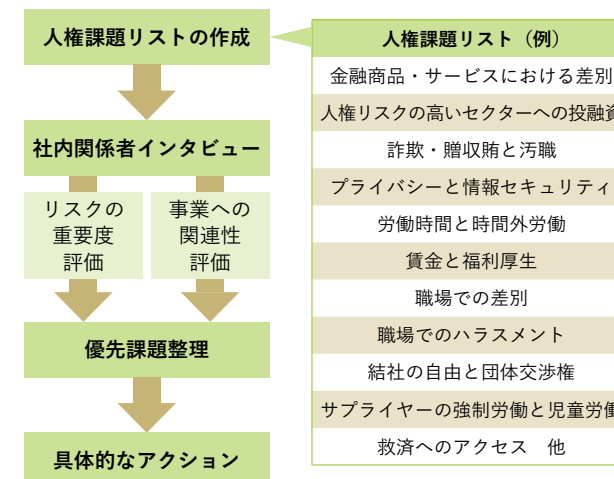 人権課題リストの作成
社内関係者インタビュー
リスクの
重要度
評価
事業への
関連性
評価
優先課題整理
具体的なアクション
人権課題リスト（例）
金融商品・サービスにおける差別
人権リスクの高いセクターへの投融資
詐欺・贈収賄と汚職
プライバシーと情報セキュリティ
労働時間と時間外労働
賃金と福利厚生
職場での差別
職場でのハラスメント
結社の自由と団体交渉権
サプライヤーの強制労働と児童労働
救済へのアクセス　他